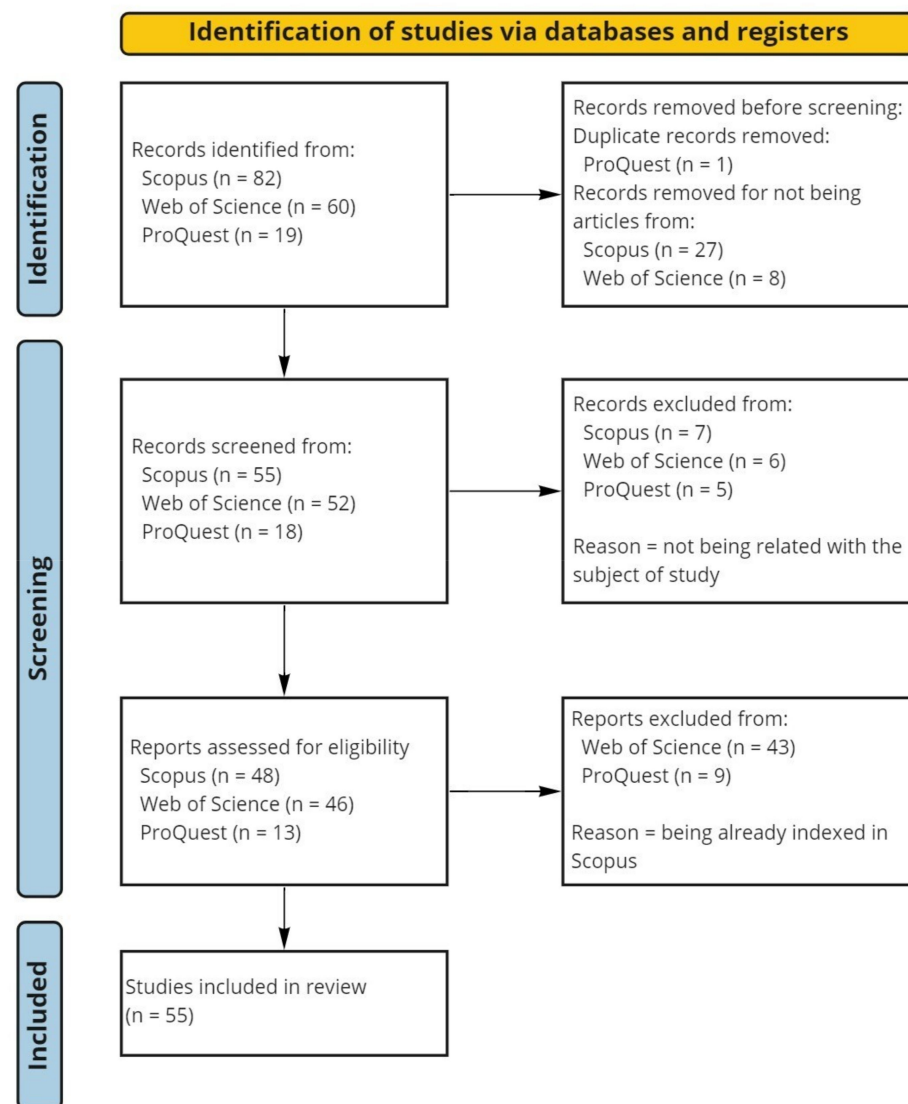 Identification of studies via databases and registers
Identification
Records identified from:
Scopus (n = 82)
Web of Science (n = 60)
ProQuest (n = 19)
Records removed before screening:
Duplicate records removed:
ProQuest (n = 1)
Records removed for not being
articles from:
Scopus (n = 27)
Web of Science (n = 8)
Screening
Records screened from:
Scopus (n = 55)
Web of Science (n = 52)
ProQuest (n = 18)
Records excluded from:
Scopus (n = 7)
Web of Science (n = 6)
ProQuest (n = 5)
Reason = not being related with the
subject of study
Reports assessed for eligibility
Scopus (n = 48)
Web of Science (n = 46)
ProQuest (n = 13)
Reports excluded from:
Web of Science (n = 43)
ProQuest (n = 9)
Reason = being already indexed in
Scopus
Included
Studies included in review
(n = 55)